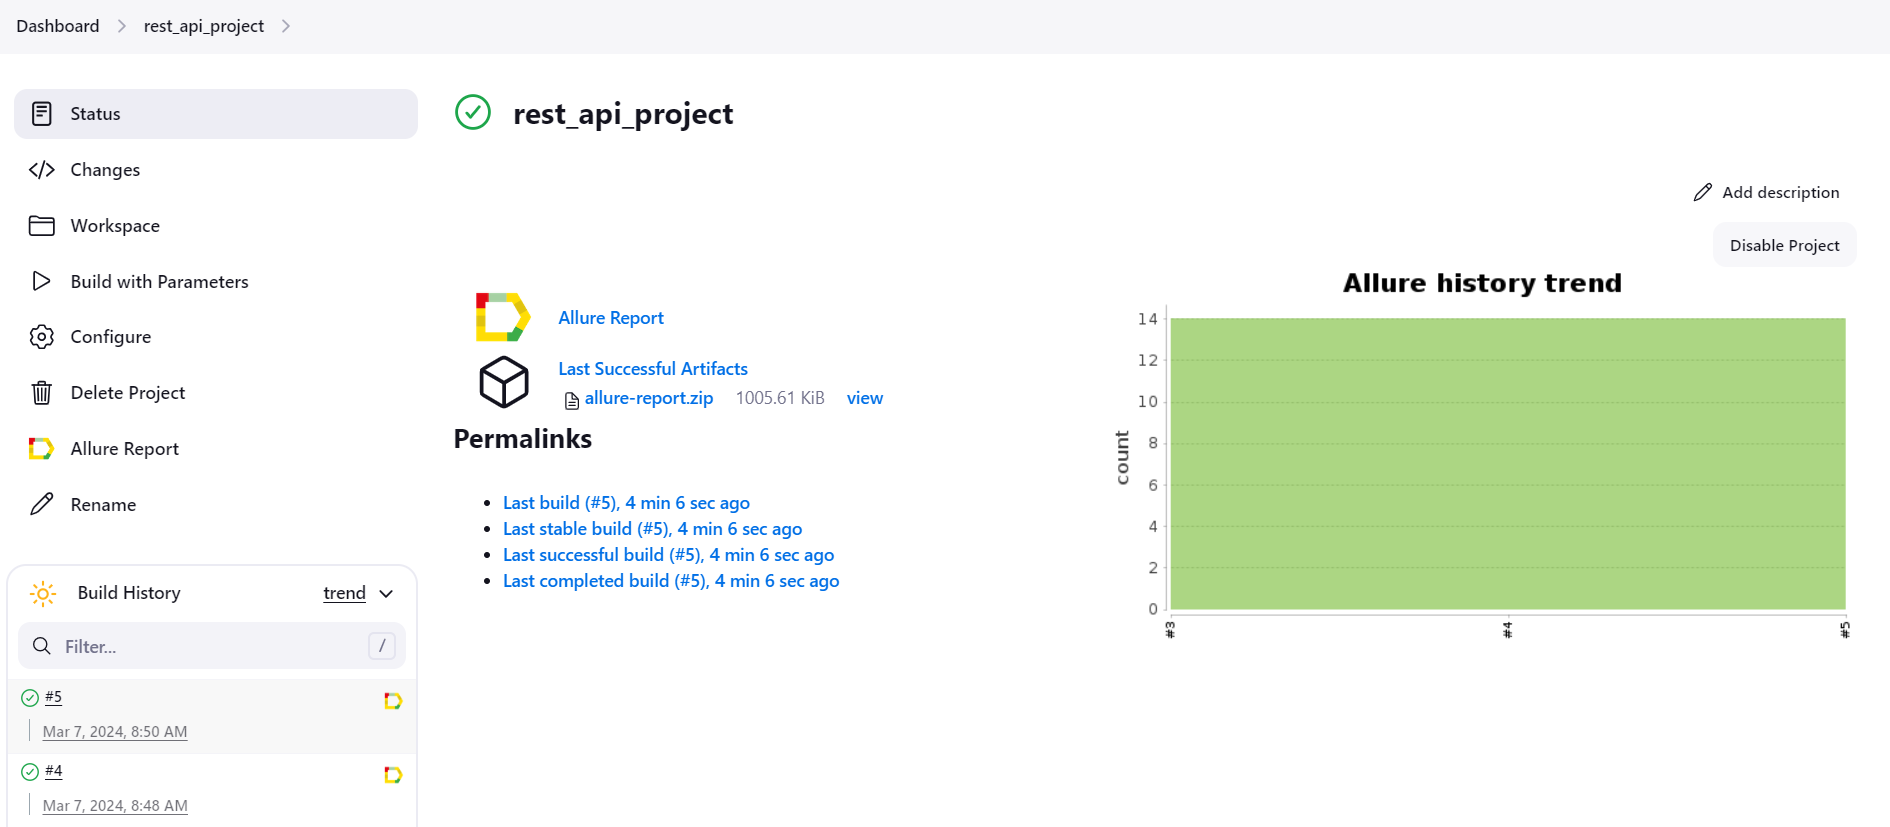 Dashboard
rest_api_project
Status
Changes
Workspace
Build with Parameters
Configure
Delete Project
Allure Report
Rename
Build History
trend
Filter...
/
#5
Mar 7, 2024, 8:50 AM
#4
Mar 7, 2024, 8:48 AM
rest_api_project
Add description
Disable Project
Allure Report
Last Successful Artifacts
allure-report.zip 1005.61 KiB view
Permalinks
Last build (#5), 4 min 6 sec ago
Last stable build (#5), 4 min 6 sec ago
Last successful build (#5), 4 min 6 sec ago
Last completed build (#5), 4 min 6 sec ago
Allure history trend
count
14
12
10
8
6
4
2
0
#3
#4
#5